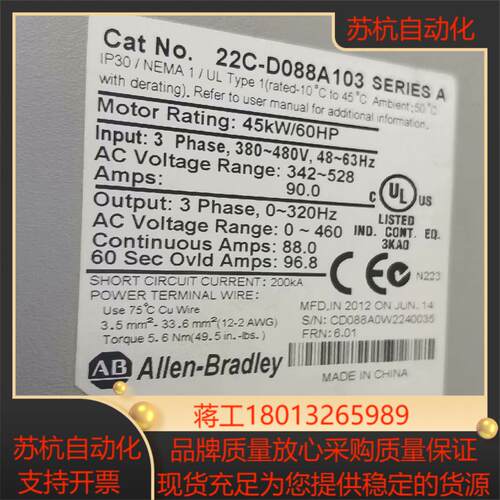 苏杭自动化
Cat No. 22C-D088A103 SERIES A
IP30 / NEMA 1 / UL Type 1(rated-10°C to 45°C Ambient:50°C
with derating). Refer to user manual for additional information.
Motor Rating: 45kW/60HP
Input: 3 Phase, 380~480V, 48~63Hz
AC Voltage Range: 342~528
Amps: 90.0
Output: 3 Phase, 0~320Hz
AC Voltage Range: 0 ~ 460
Continuous Amps: 88.0
60 Sec Ovld Amps: 96.8
C UL US
LISTED
IND. CONT. EQ.
3KA0
CE N223
SHORT CIRCUIT CURRENT: 200kA
POWER TERMINAL WIRE:
Use 75°C Cu Wire
3.5 mm²- 33.6 mm²(12-2 AWG)
Torque 5.6 Nm(49.5 in.-lbs.)
MFD.IN 2012 ON JUN. 14
S/N: CD088A0W2240035
FRN: 6.01
AB Allen-Bradley
MADE IN CHINA
蒋工18013265989
苏杭自动化
支持开票
品牌质量放心采购质量保证
现货充足为您提供稳定的货源